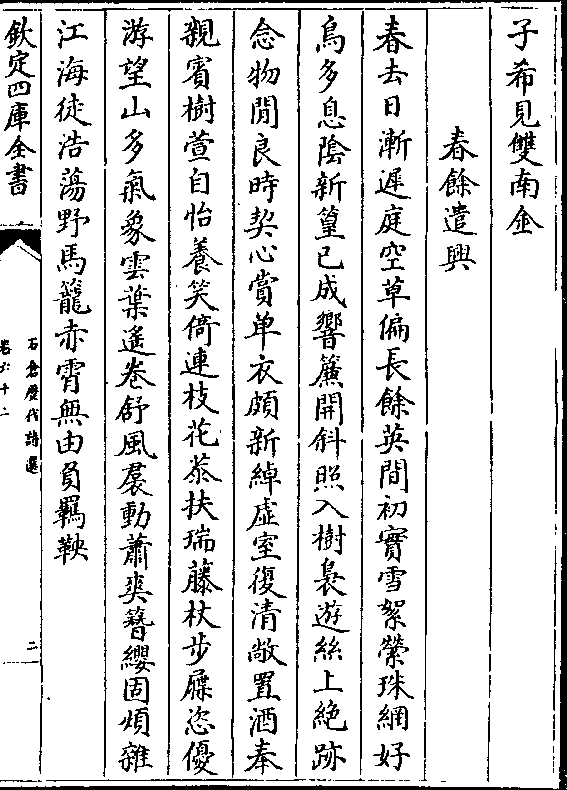 子希見雙南金
春餘遣興
春去日漸遲庭空草偏長餘英間初實雪絮縈珠網好
鳥多息陰新篁已成響簾開斜照入樹裊遊絲上絶跡
念物閒良時契心賞单衣頗新綽虛室復清敞置酒奉
親賓樹萱自怡養笑倚連枝花恭扶瑞藤杖步屧恣優
游望山多氣象雲葉遙卷舒風裾動蕭爽簪纓固煩雜
江海徒浩蕩野馬籠赤霄無由負羈鞅
欽定四庫全書
石倉歷代詩選
卷六十二
二